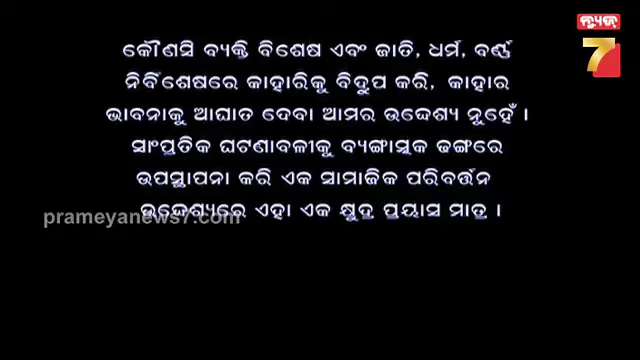 ନ୍ୟୁଜ୍
7
କୌଣସି ବ୍ୟକ୍ତି ବିଶେଷ ଏବଂ ଜାତି, ଧର୍ମ, ବର୍ଣ୍ଣ
ନିର୍ବିଶେଷରେ କାହାରିକୁ ବିଦ୍ରୁପ କରି, କାହାର
ଭାବନାକୁ ଆଘାତ ଦେବା ଆମର ଉଦ୍ଦେଶ୍ୟ ନୁହେଁ ।
ସାଂପ୍ରତିକ ଘଟଣାବଳୀକୁ ବ୍ୟଙ୍ଗାତ୍ମକ ଢଙ୍ଗରେ
ଉପସ୍ଥାପନା କରି ଏକ ସାମାଜିକ ପରିବର୍ତ୍ତନ
ଉଦ୍ଦେଶ୍ୟରେ ଏହା ଏକ କ୍ଷୁଦ୍ର ପ୍ରୟାସ ମାତ୍ର ।
prameyanews7.com